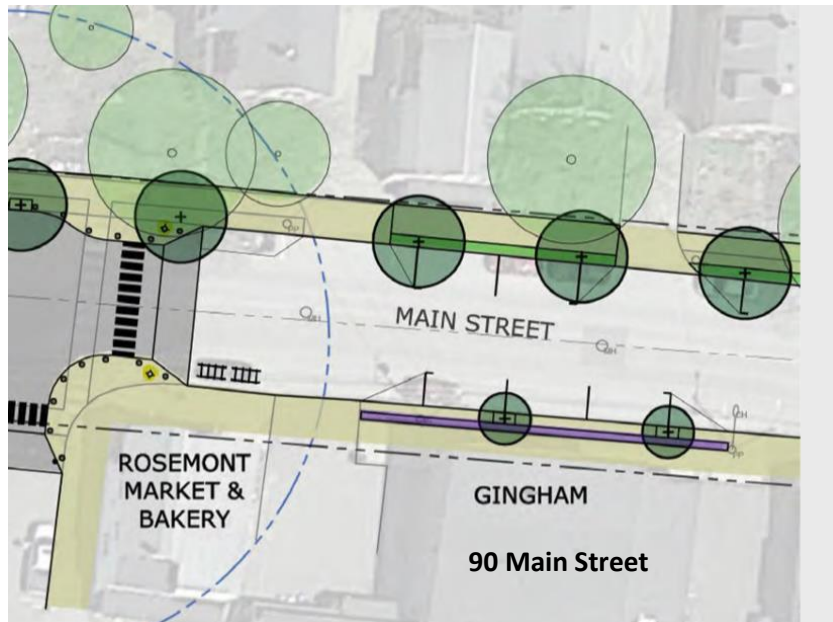 MAIN STREET
ROSEMONT
MARKET &
BAKERY
GINGHAM
90 Main Street